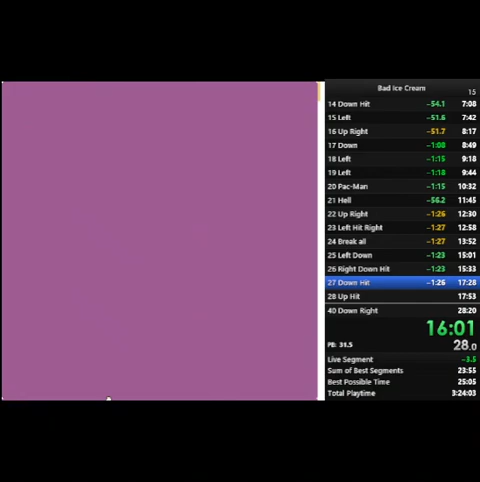 Bad Ice Cream
15
14 Down Hit -54.1 7:08
15 Left -51.6 7:42
16 Up Right -51.7 8:17
17 Down -1:08 8:49
18 Left -1:15 9:18
19 Left -1:18 9:44
20 Pac-Man -1:15 10:32
21 Hell -56.2 11:45
22 Up Right -1:26 12:30
23 Left Hit Right -1:27 12:58
24 Break all -1:27 13:52
25 Left Down -1:23 15:01
26 Right Down Hit -1:23 15:33
27 Down Hit -1:26 17:28
28 Up Hit 17:53
40 Down Right 28:20
16:01
PB: 31.5 28.0
Live Segment -3.5
Sum of Best Segments 23:55
Best Possible Time 25:05
Total Playtime 3:24:03